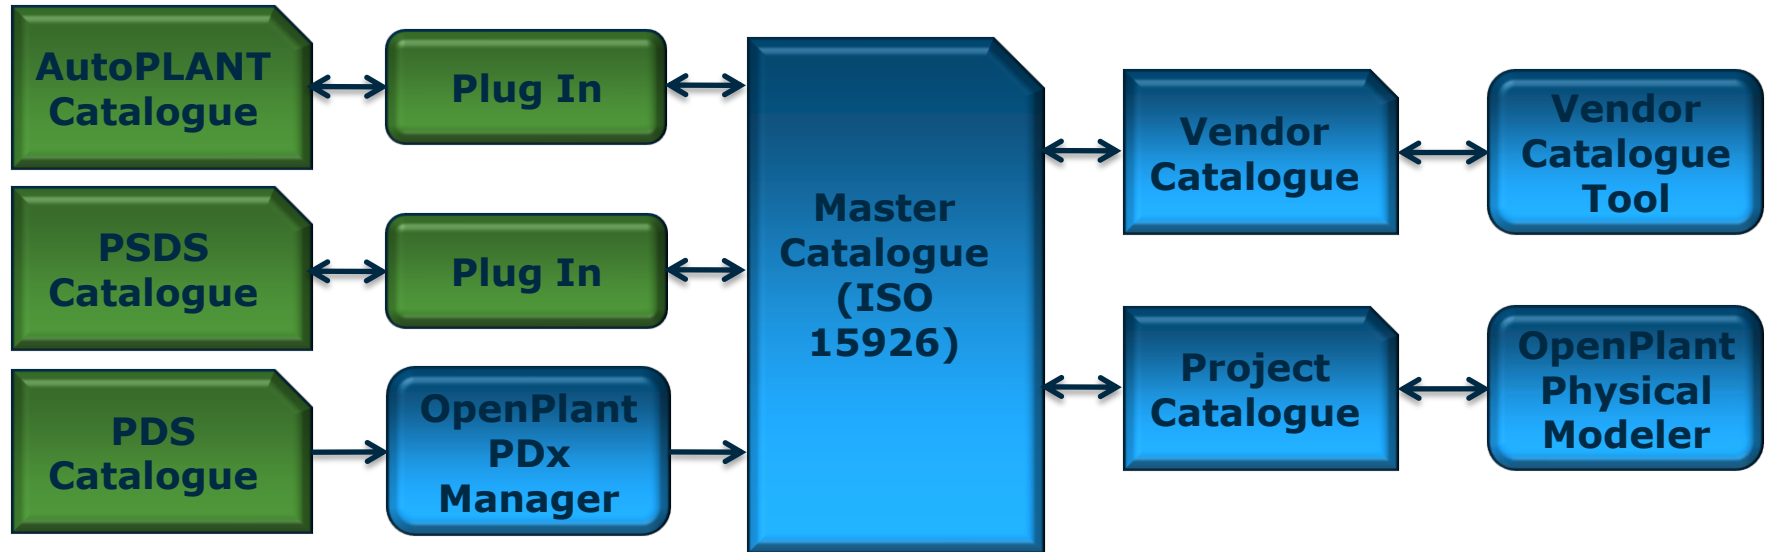 AutoPLANT
Catalogue
Plug In
PSDS
Catalogue
Plug In
PDS
Catalogue
OpenPlant
PDx
Manager
Master
Catalogue
(ISO
15926)
Vendor
Catalogue
Vendor
Catalogue
Tool
Project
Catalogue
OpenPlant
Physical
Modeler